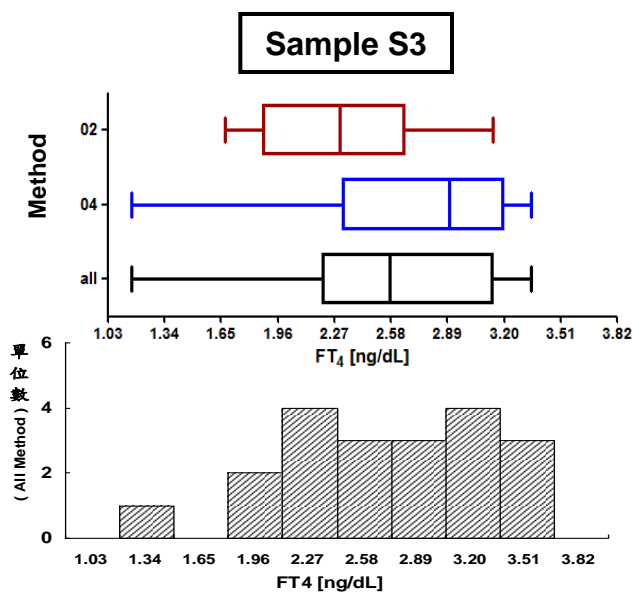 Sample S3
Method
02
04
all
1.03 1.34 1.65 1.96 2.27 2.58 2.89 3.20 3.51 3.82
FT4 [ng/dL]
單位數
( All Method )
6
4
2
0
1.03 1.34 1.65 1.96 2.27 2.58 2.89 3.20 3.51 3.82
FT4 [ng/dL]